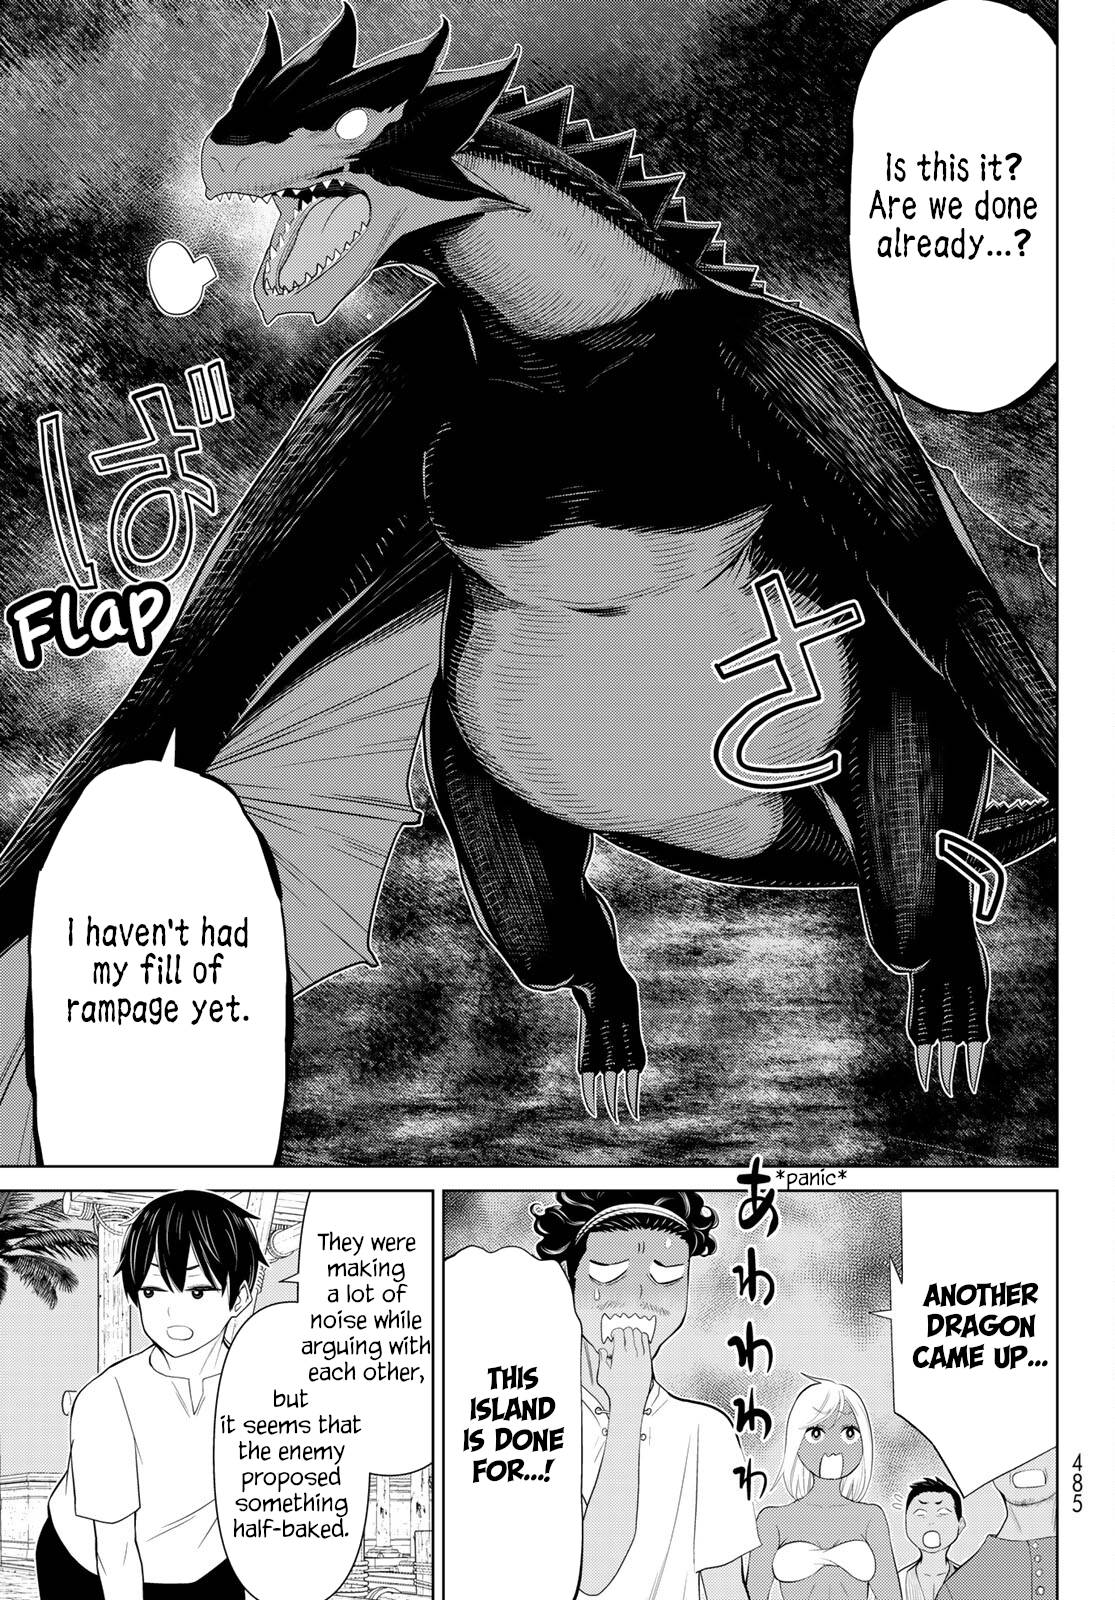 Is this it?
Are we done
already...?
ばさっ
Flap
I haven't had
my fill of
rampage yet.
*panic*
あわわわわ
ANOTHER
DRAGON
CAME UP...
THIS
ISLAND
IS DONE
FOR...!
They were
making
a lot of
noise while
arguing with
each other,
but
it seems that
the enemy
proposed
something
half-baked.
485